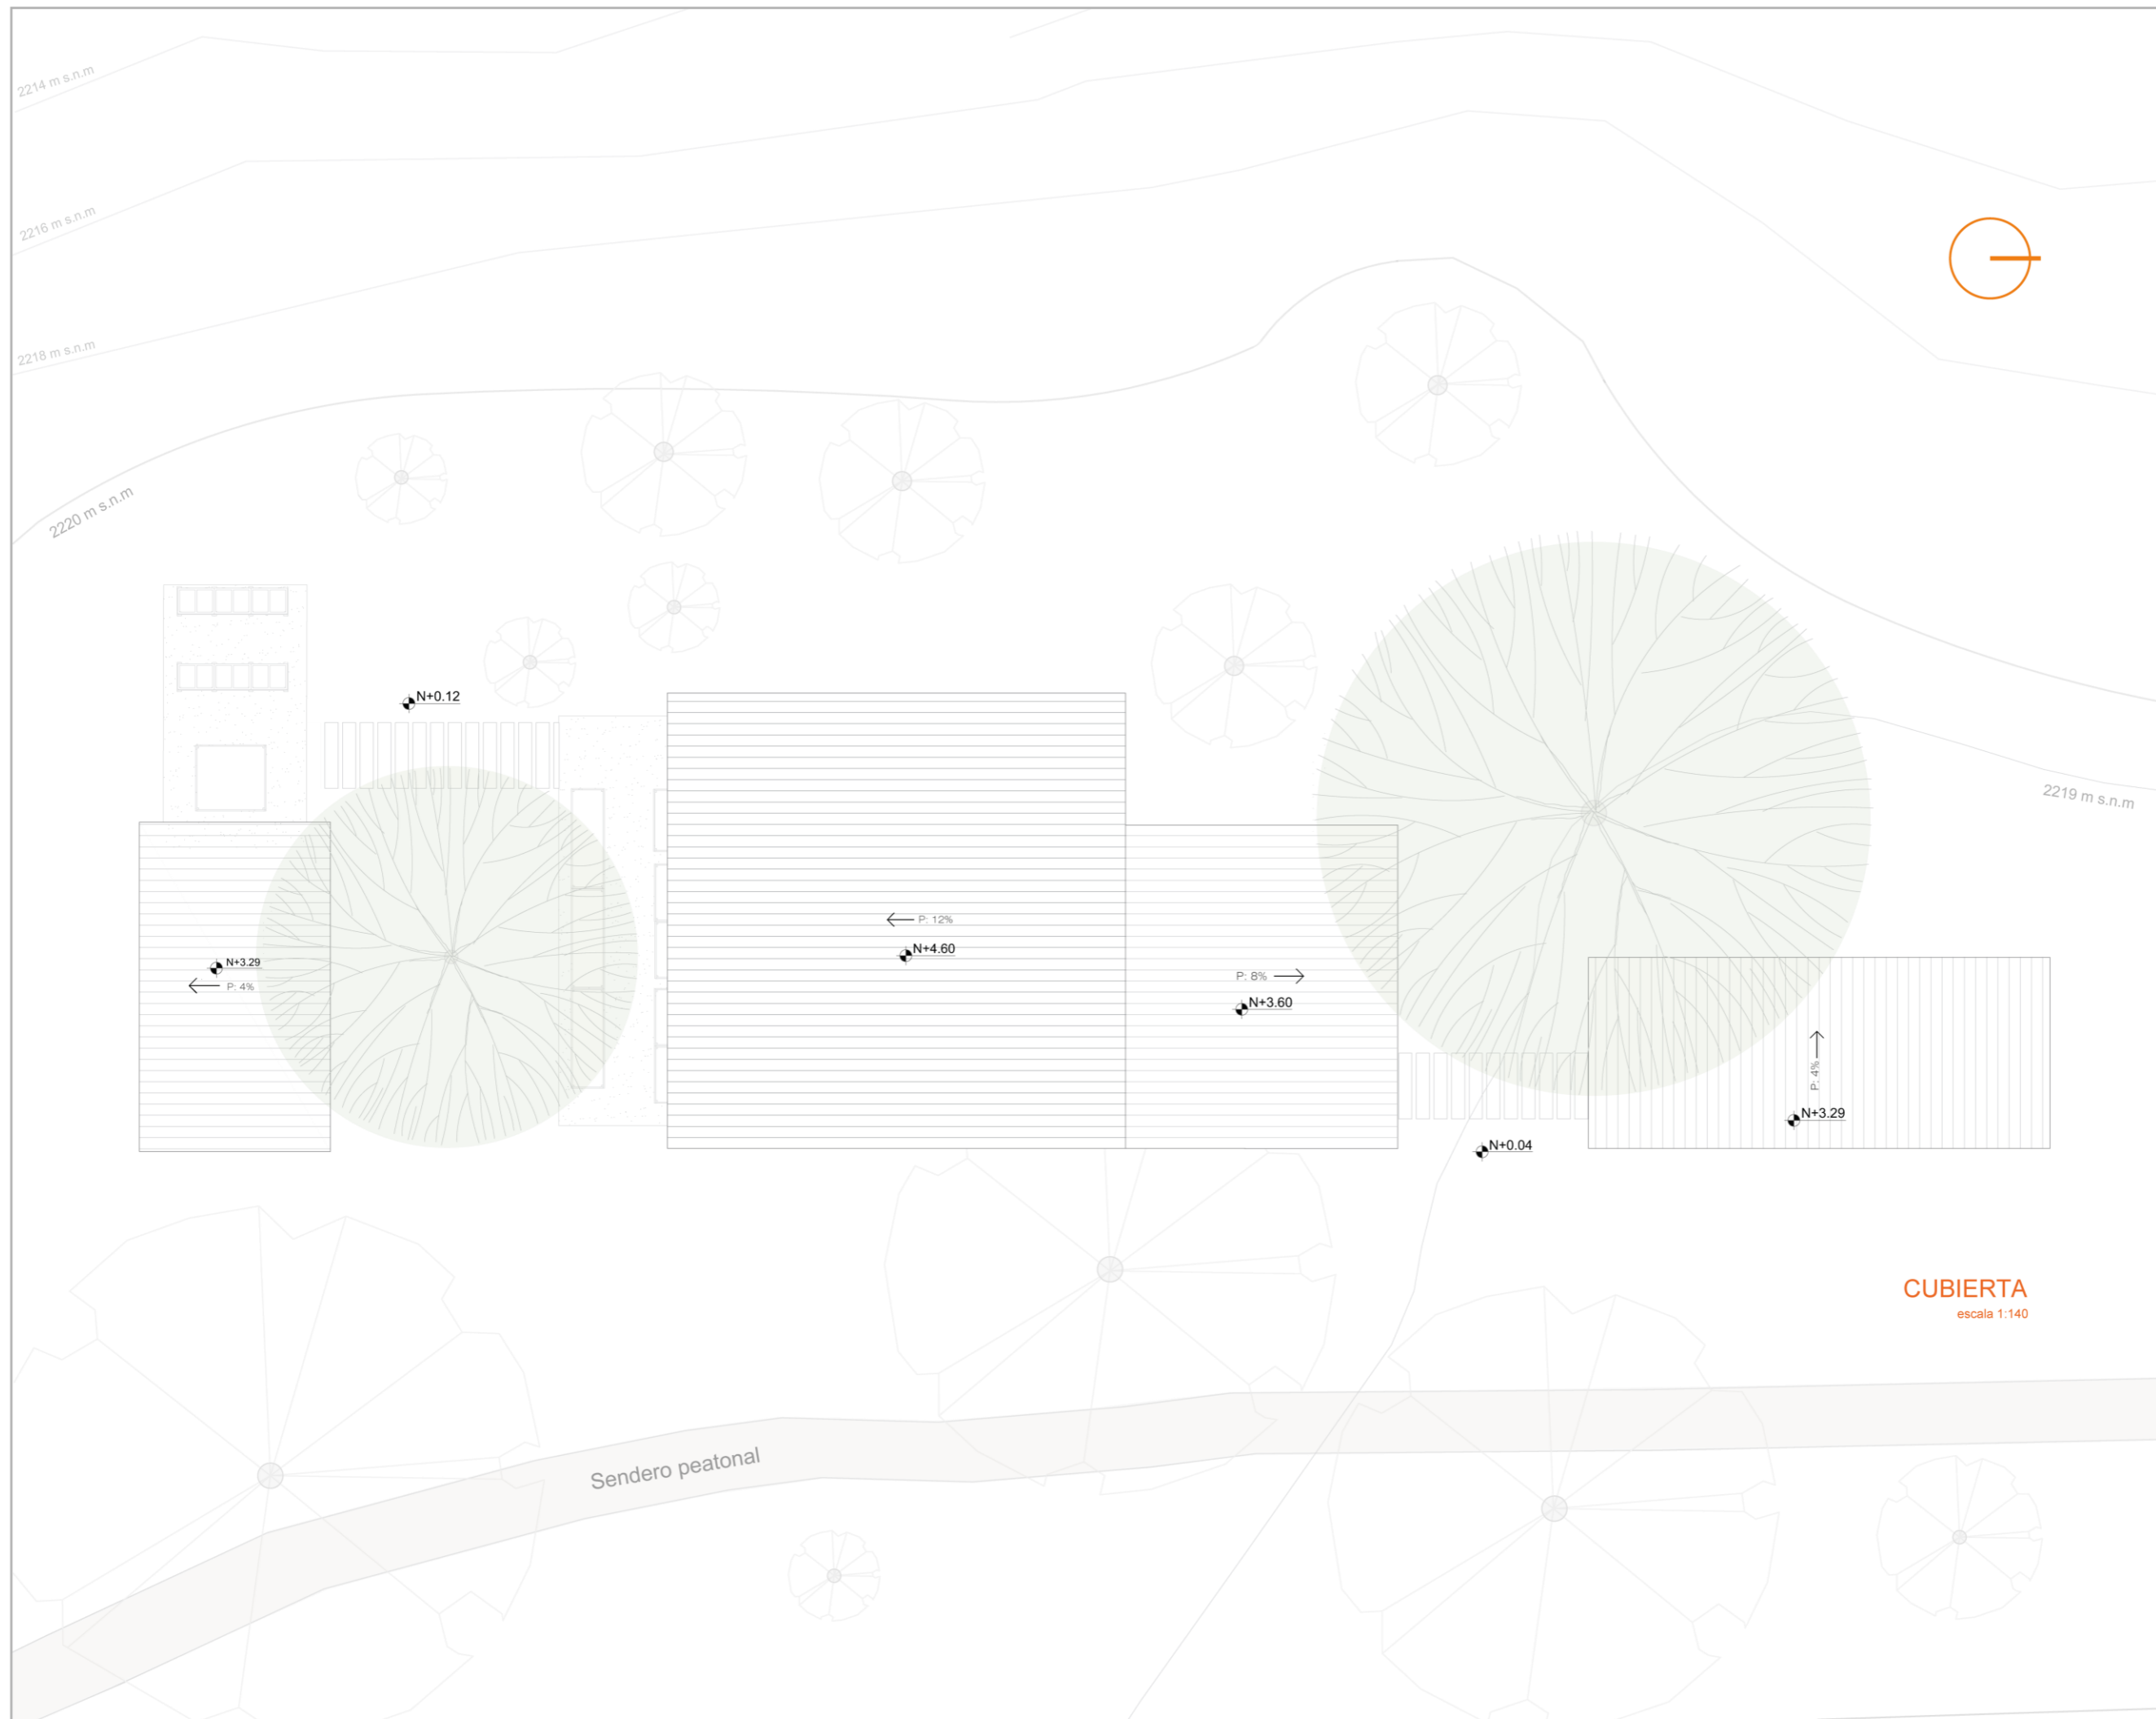 2214 m s.n.m
2216 m s.n.m
2218 m s.n.m
2220 m s.n.m
N+0.12
2219 m s.n.m
P: 12%
N+4.60
N+3.29
P: 4%
P: 8%
N+3.60
P: 4%
N+3.29
N+0.04
CUBIERTA
escala 1:140
Sendero peatonal